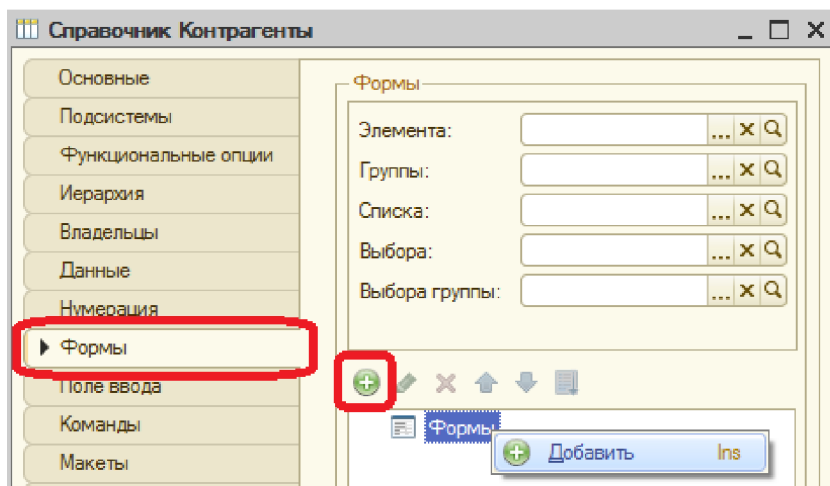 Справочник Контрагенты
Основные
Подсистемы
Функциональные опции
Иерархия
Владельцы
Данные
Нумерация
Формы
Поле ввода
Команды
Макеты
Формы
Элемента:
Группы:
Списка:
Выбора:
Выбора группы:
Формы
Добавить Ins